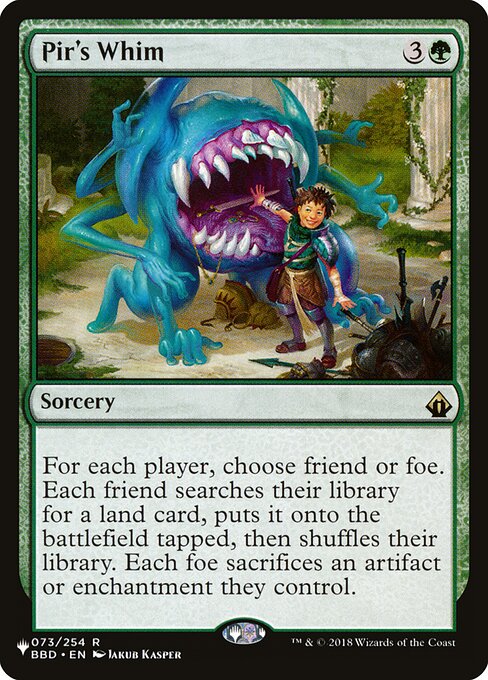 Pir's Whim 3
Sorcery
For each player, choose friend or foe.
Each friend searches their library
for a land card, puts it onto the
battlefield tapped, then shuffles their
library. Each foe sacrifices an artifact
or enchantment they control.
073/254 R
BBD • EN Jakub Kasper
™ & © 2018 Wizards of the Coast